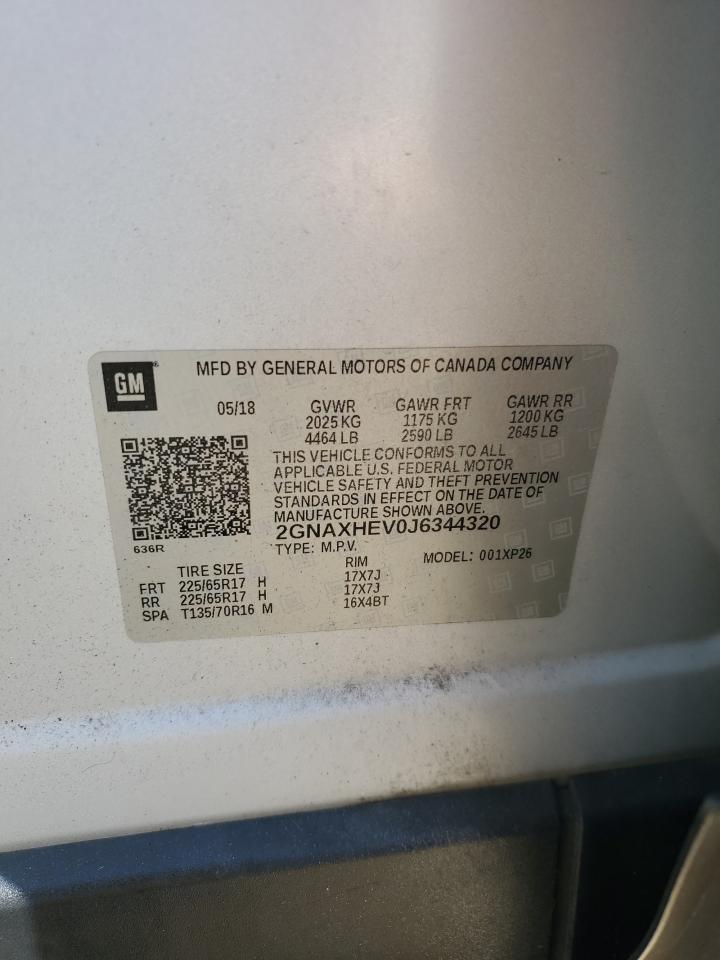 GM
MFD BY GENERAL MOTORS OF CANADA COMPANY
05/18 GVWR GAWR FRT GAWR RR
2025 KG 1175 KG 1200 KG
4464 LB 2590 LB 2645 LB
THIS VEHICLE CONFORMS TO ALL
APPLICABLE U.S. FEDERAL MOTOR
VEHICLE SAFETY AND THEFT PREVENTION
STANDARDS IN EFFECT ON THE DATE OF
MANUFACTURE SHOWN ABOVE.
2GNAXHEV0J6344320
636R
TYPE: M.P.V. MODEL: 001XP26
TIRE SIZE RIM
FRT 225/65R17 H 17X7J
RR 225/65R17 H 17X7J
SPA T135/70R16 M 16X4BT